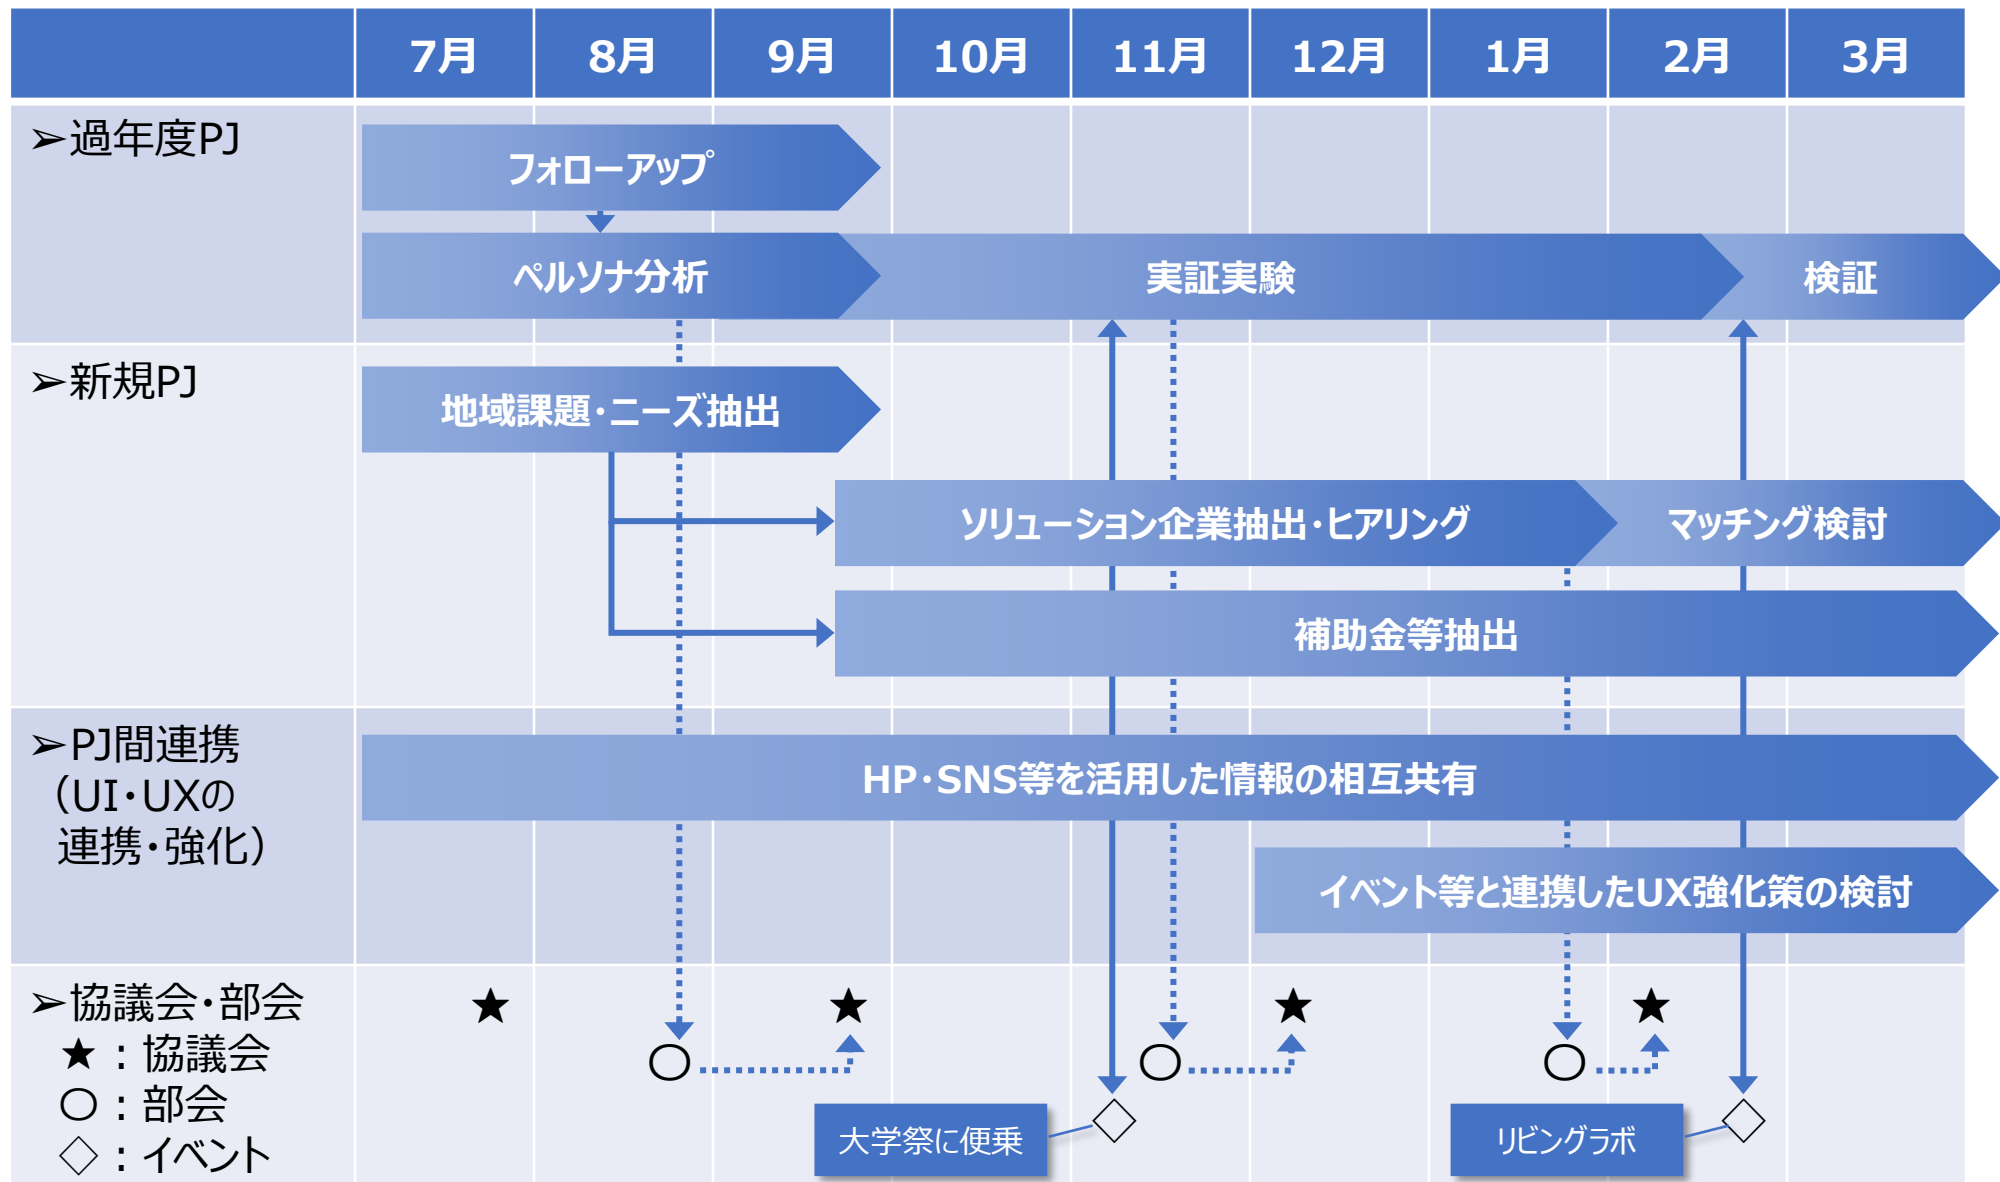 7月 8月 9月 10月 11月 12月 1月 2月 3月
➢過年度PJ
フォローアップ
ペルソナ分析 実証実験 検証
➢新規PJ
地域課題・ニーズ抽出
ソリューション企業抽出・ヒアリング マッチング検討
補助金等抽出
➢PJ間連携
（UI・UXの
連携・強化）
HP・SNS等を活用した情報の相互共有
イベント等と連携したUX強化策の検討
➢協議会・部会
★：協議会
○：部会
◇：イベント
大学祭に便乗
リビングラボ